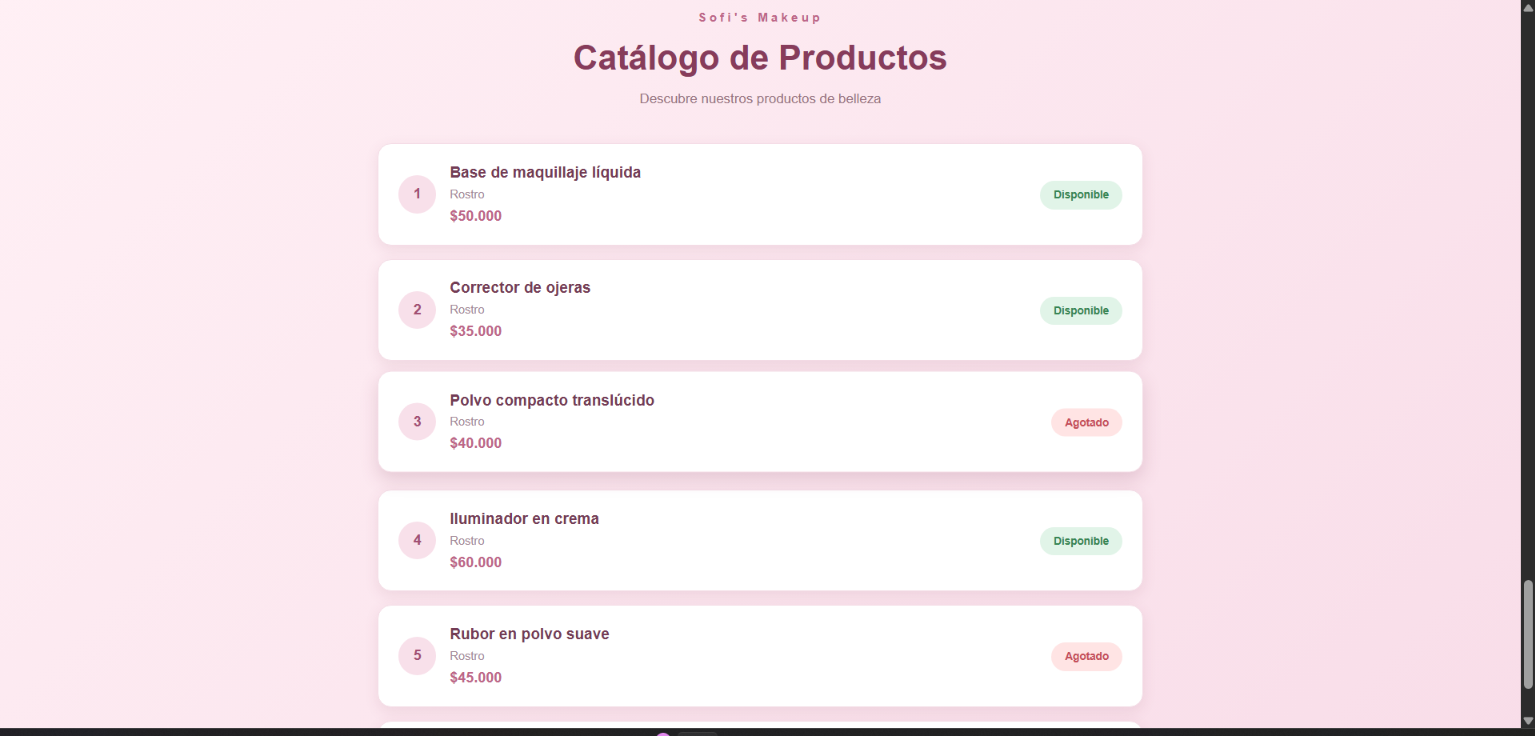 Sofi's Makeup
Catálogo de Productos
Descubre nuestros productos de belleza
1
Base de maquillaje líquida
Rostro
$50.000
Disponible
2
Corrector de ojeras
Rostro
$35.000
Disponible
3
Polvo compacto translúcido
Rostro
$40.000
Agotado
4
Iluminador en crema
Rostro
$60.000
Disponible
5
Rubor en polvo suave
Rostro
$45.000
Agotado